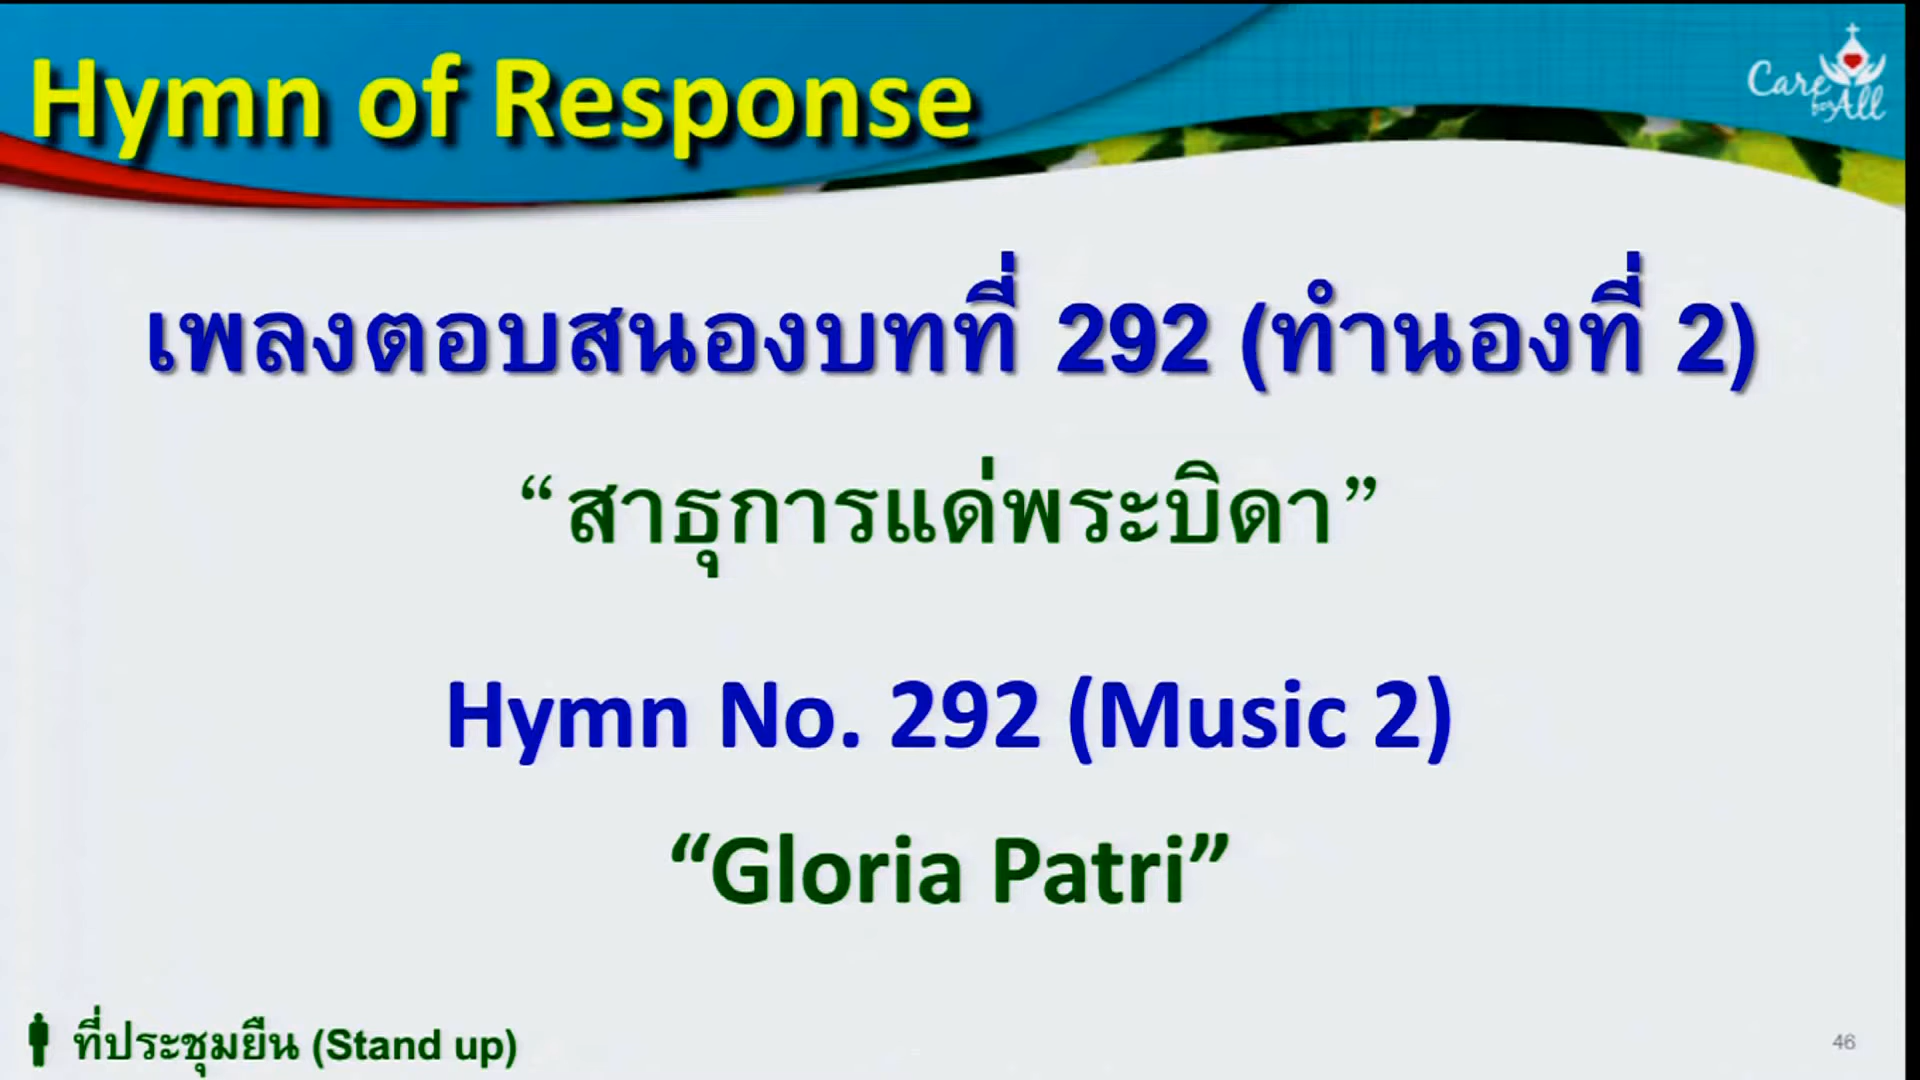 Hymn of Response
Care for All
เพลงตอบสนองบทที่ 292 (ทำนองที่ 2)
“สาธุการแด่พระบิดา”
Hymn No. 292 (Music 2)
“Gloria Patri”
ที่ประชุมยืน (Stand up)
46